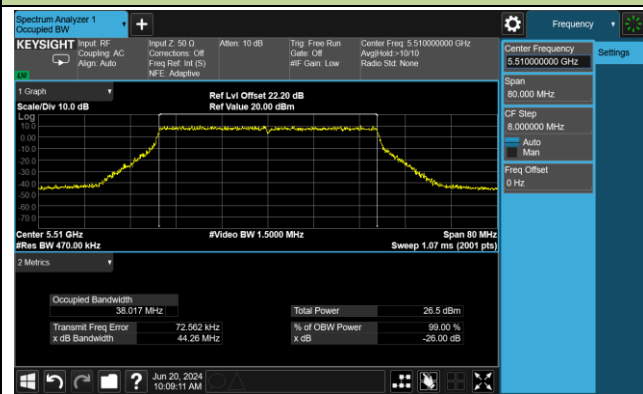 Spectrum Analyzer 1
Occupied BW
+
Frequency
KEYSIGHT
Input: RF
Coupling: AC
Align: Auto
Input Z: 50 Ω
Corrections: Off
Freq Ref: Int (S)
NFE: Adaptive
Atten: 10 dB
Trig: Free Run
Gate: Off
#IF Gain: Low
Center Freq: 5.510000000 GHz
Avg|Hold:>10/10
Radio Std: None
LXI
Center Frequency
5.510000000 GHz
Settings
Span
80.000 MHz
CF Step
8.000000 MHz
Auto
Man
Freq Offset
0 Hz
1 Graph
Scale/Div 10.0 dB
Ref Lvl Offset 22.20 dB
Ref Value 20.00 dBm
Log
10.0
0.00
-10.0
-20.0
-30.0
-40.0
-50.0
-60.0
-70.0
Center 5.51 GHz
#Video BW 1.5000 MHz
Span 80 MHz
#Res BW 470.00 kHz
Sweep 1.07 ms (2001 pts)
2 Metrics
Occupied Bandwidth
38.017 MHz
Total Power 26.5 dBm
Transmit Freq Error 72.562 kHz
% of OBW Power 99.00 %
x dB Bandwidth 44.26 MHz
x dB -26.00 dB
?
Jun 20, 2024
10:09:11 AM